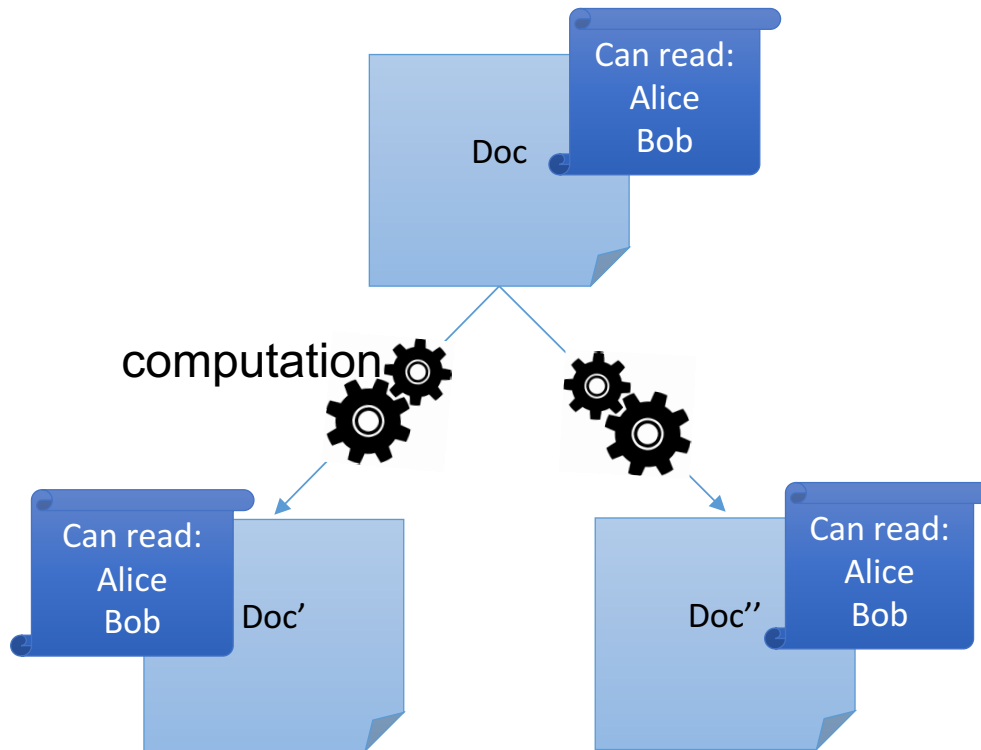 Can read:
Alice
Bob
Doc
computation
Can read:
Alice
Bob
Doc’
Can read:
Alice
Bob
Doc’’